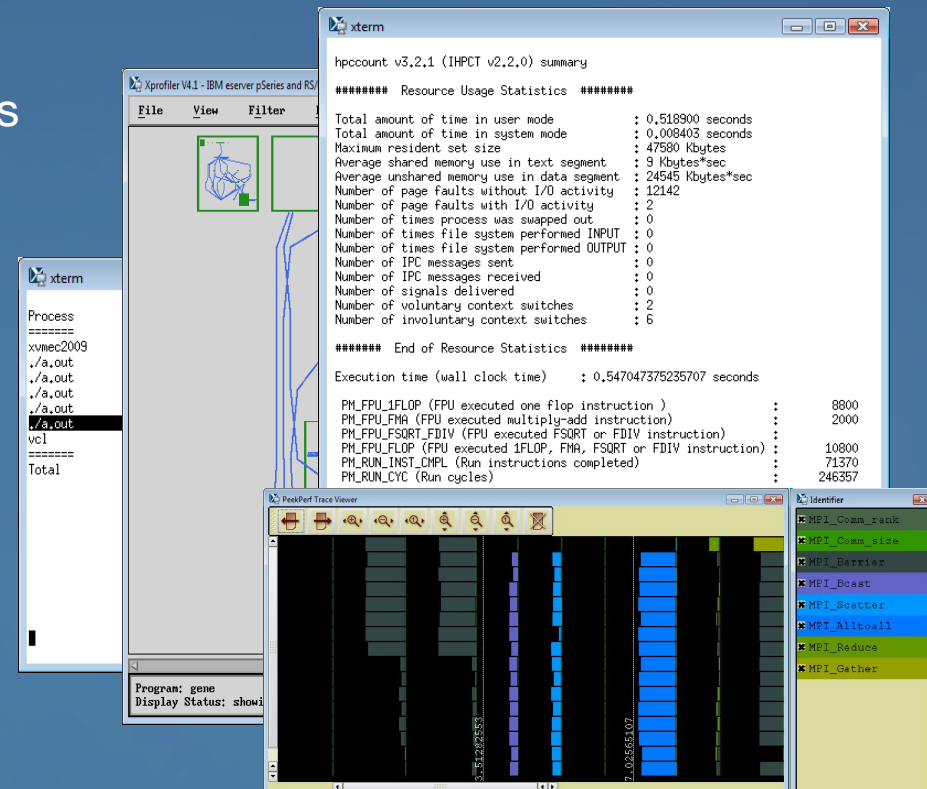 s
xterm
hpccount v3.2.1 (IHPCT v2.2.0) summary
######## Resource Usage Statistics ########
Total amount of time in user mode : 0.518900 seconds
Total amount of time in system mode : 0.008403 seconds
Maximum resident set size : 47580 Kbytes
Average shared memory use in text segment : 9 Kbytes*sec
Average unshared memory use in data segment : 24545 Kbytes*sec
Number of page faults without I/O activity : 12142
Number of page faults with I/O activity : 2
Number of times process was swapped out : 0
Number of times file system performed INPUT : 0
Number of times file system performed OUTPUT : 0
Number of IPC messages sent : 0
Number of IPC messages received : 0
Number of signals delivered : 0
Number of voluntary context switches : 2
Number of involuntary context switches : 6
####### End of Resource Statistics ########
Execution time (wall clock time) : 0.547047375235707 seconds
PM_FPU_1FLOP (FPU executed one flop instruction ) : 8800
PM_FPU_FMA (FPU executed multiply-add instruction) : 2000
PM_FPU_FSQRT_FDIV (FPU executed FSQRT or FDIV instruction) :
PM_FPU_FLOP (FPU executed 1FLOP, FMA, FSQRT or FDIV instruction) : 10800
PM_RUN_INST_CMPL (Run instructions completed) : 71370
PM_RUN_CYC (Run cycles) : 246357
Xprofiler V4.1 - IBM eserver pSeries and RS/
File View Filter
xterm
Process
=======
xvmec2009
./a.out
./a.out
./a.out
./a.out
./a.out
vcl
=======
Total
Program: gene
Display Status: showi
PeekPerf Trace Viewer
3.51282553
7.02565107
Identifier
MPI_Comm_rank
MPI_Comm_size
MPI_Barrier
MPI_Bcast
MPI_Scatter
MPI_Alltoall
MPI_Reduce
MPI_Gather